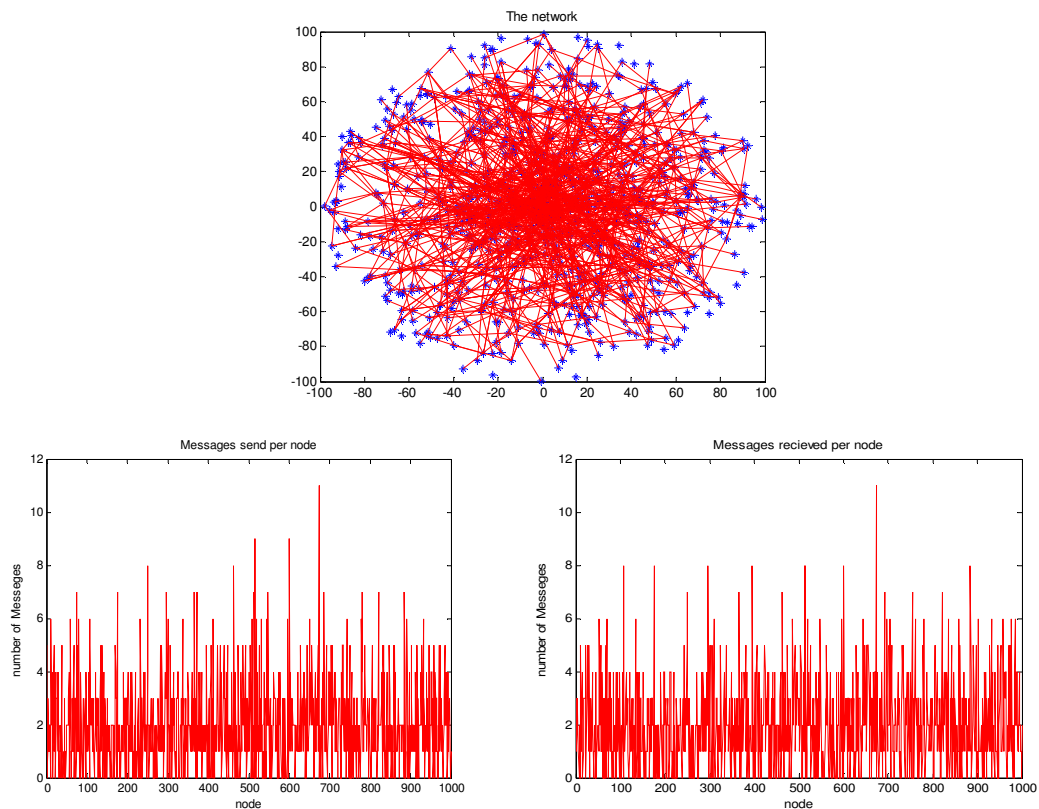 The network
100
80
60
40
20
0
-20
-40
-60
-80
-100
-100 -80 -60 -40 -20 0 20 40 60 80 100
Messages send per node
12
10
8
6
4
2
0
number of Messeges
0 100 200 300 400 500 600 700 800 900 1000
node
Messages recieved per node
12
10
8
6
4
2
0
number of Messeges
0 100 200 300 400 500 600 700 800 900 1000
node